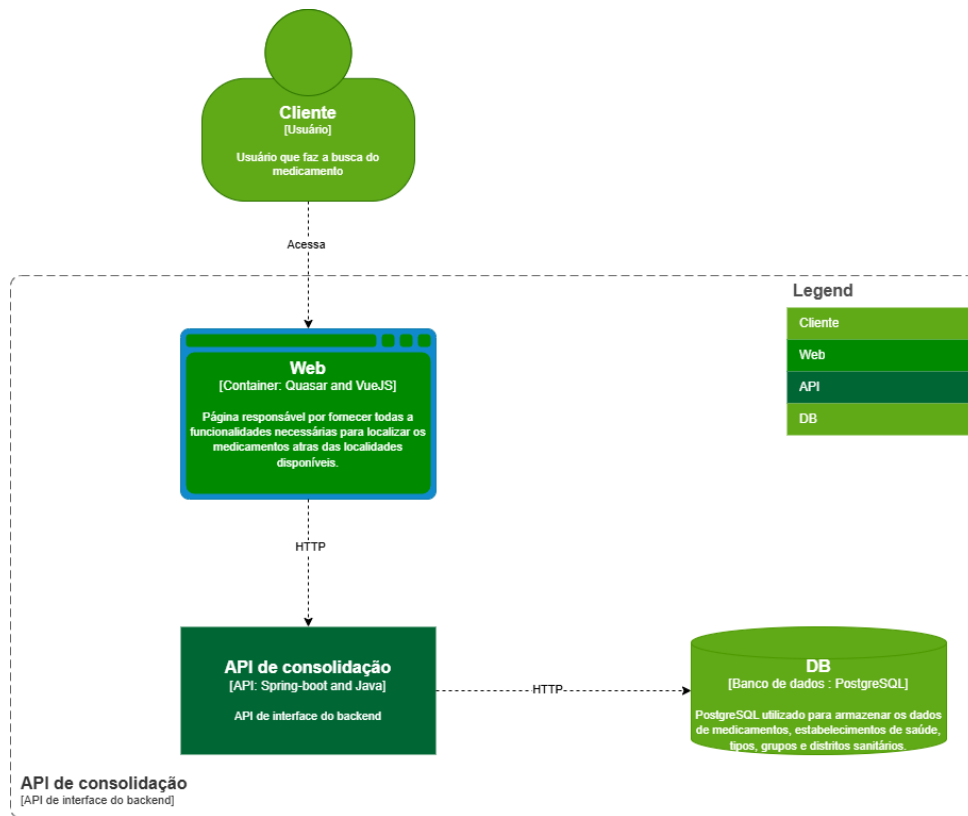 Cliente
[Usuário]
Usuário que faz a busca do
medicamento
Acessa
Legend
Cliente
Web
API
DB
Web
[Container: Quasar and VueJS]
Página responsável por fornecer todas a
funcionalidades necessárias para localizar os
medicamentos atras das localidades
disponíveis.
HTTP
API de consolidação
[API: Spring-boot and Java]
API de interface do backend
HTTP
DB
[Banco de dados : PostgreSQL]
PostgreSQL utilizado para armazenar os dados
de medicamentos, estabelecimentos de saúde,
tipos, grupos e distritos sanitários.
API de consolidação
[API de interface do backend]